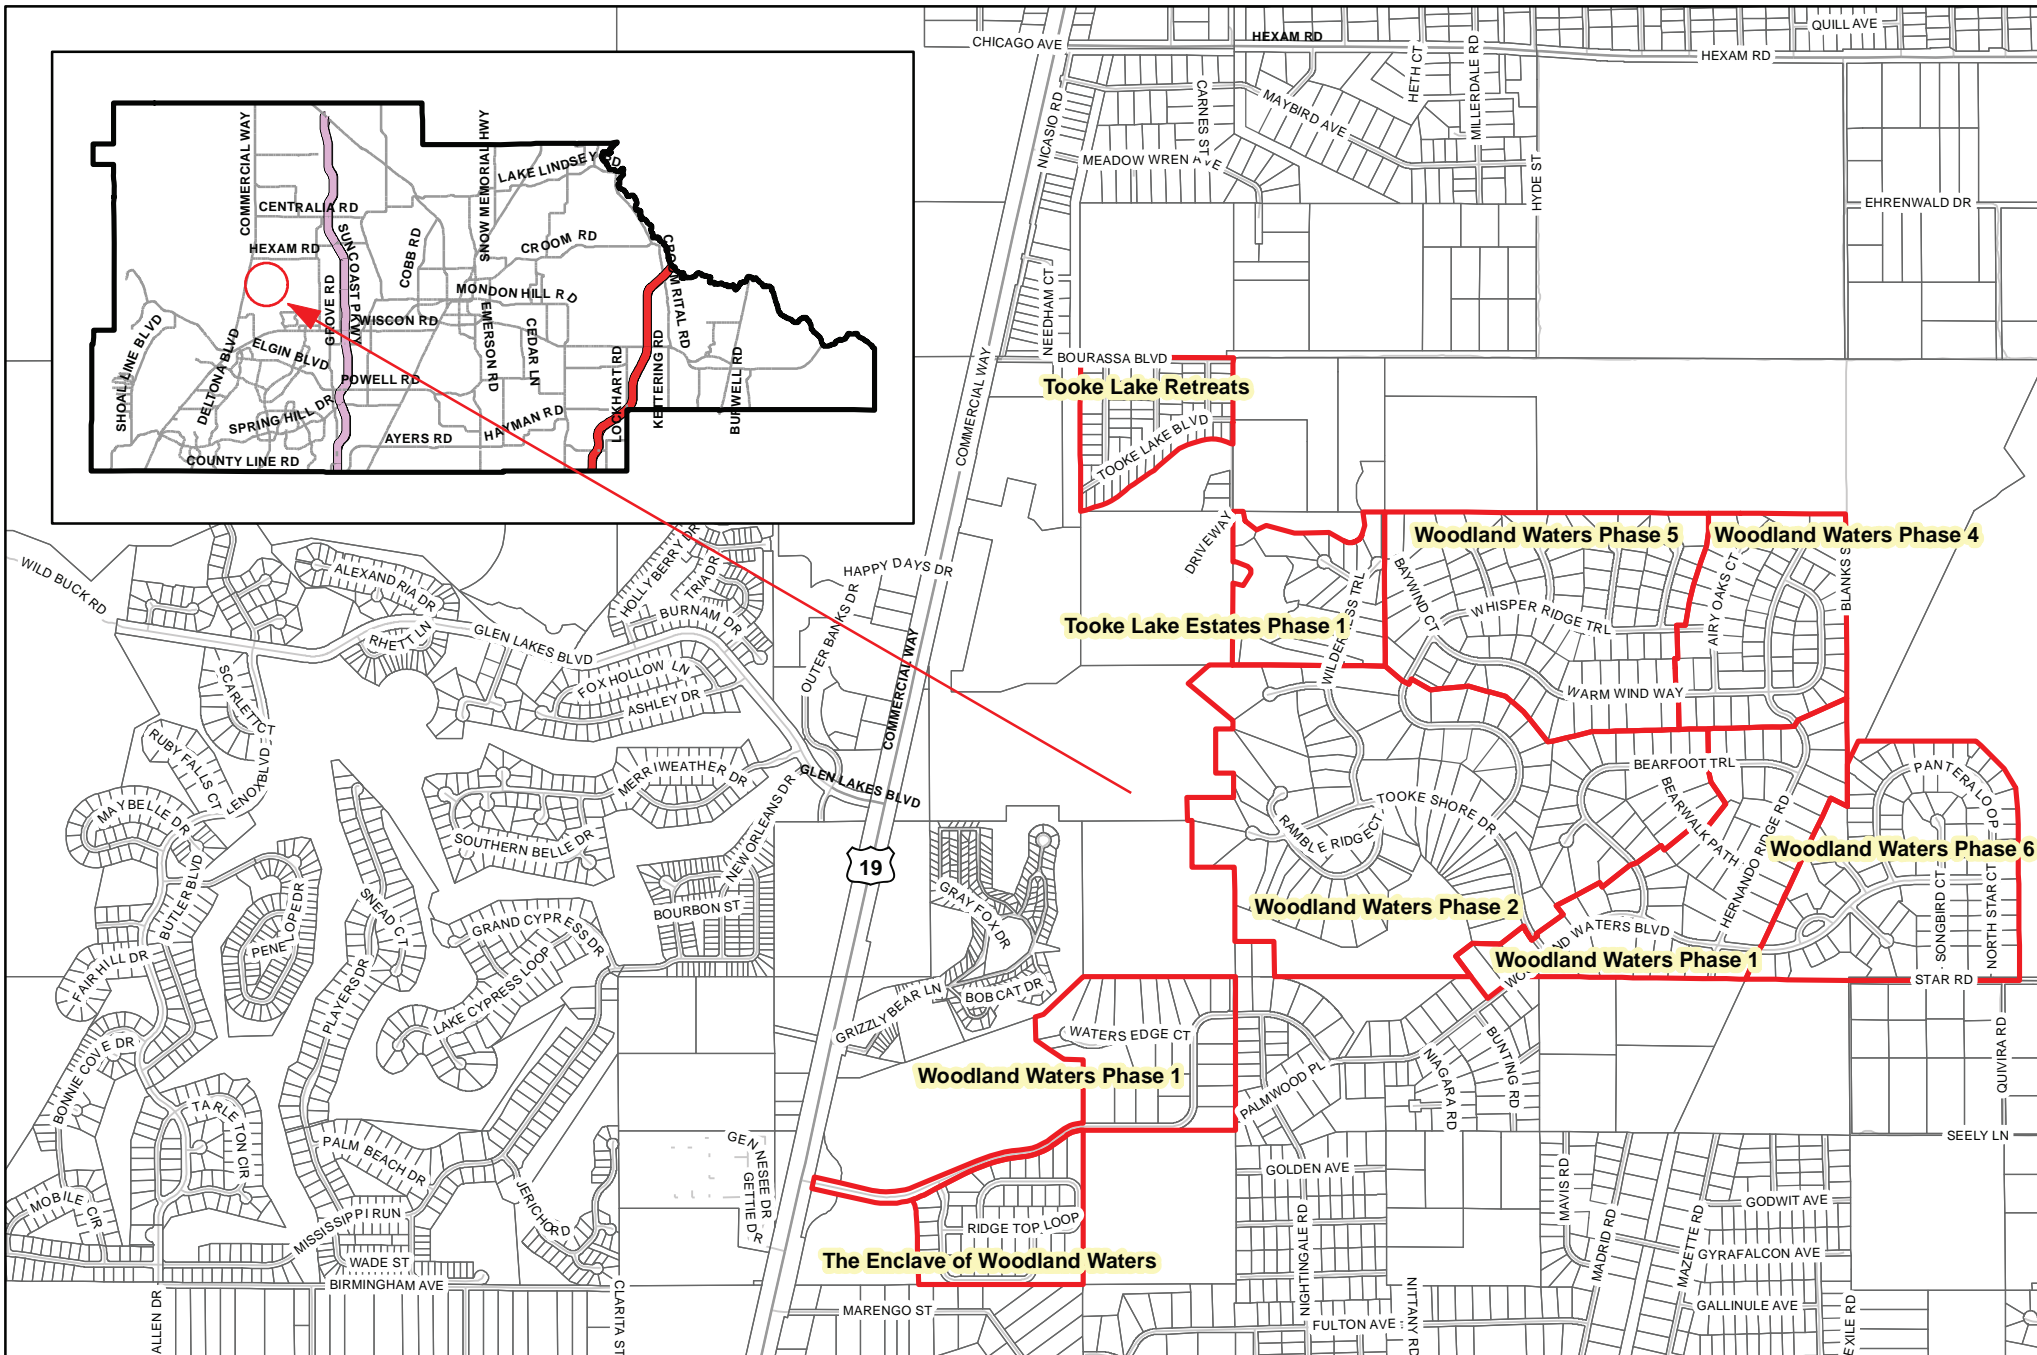 CHICAGO AVE
HEXAM RD
QUILL AVE
HEXAM RD
HETH CT
MILLERDALE RD
NICASIO RD
CARNES ST
MAYBIRD AVE
MEADOW WREN AVE
HYDE ST
EHRENWALD DR
NEEDHAM CT
COMMERCIAL WAY
SNOW MEMORIAL HWY
LAKE LINDSEY RD
CENTRALIA RD
HEXAM RD
SUNCOAST PKWY
COBB RD
CROOM RD
CROOM RITAL RD
GROVE RD
MONDON HILL RD
WISCON RD
EMERSON RD
CEDAR LN
SHOAL LINE BLVD
DELTONA BLVD
ELGIN BLVD
POWELL RD
LOCKHART RD
KETTERING RD
BURWELL RD
SPRING HILL DR
AYERS RD
HAYMAN RD
COUNTY LINE RD
BOURASSA BLVD
Tooke Lake Retreats
COMMERCIAL WAY
TOOKE LAKE BLVD
DRIVEWAY
Woodland Waters Phase 5
Woodland Waters Phase 4
WILD BUCK RD
ALEXANDRIA DR
HOLLYBERRY DR
TRIA DR
HAPPY DAYS DR
BURNAM DR
RHETT LN
GLEN LAKES BLVD
OUTER BANKS DR
BAYWIND CT
WHISPER RIDGE TRL
AIRY OAKS CT
BLANKS ST
Tooke Lake Estates Phase 1
WILDERNESS TRL
SCARLETT CT
FOX HOLLOW LN
ASHLEY DR
COMMERCIAL WAY
WARM WIND WAY
RUBY FALLS CT
LENOX BLVD
MERRIWEATHER DR
GLEN LAKES BLVD
BEARFOOT TRL
PANTERA LOOP
MAYBELLE DR
SOUTHERN BELLE DR
NEW ORLEANS DR
TOOKE SHORE DR
RAMBLE RIDGE CT
BEARWALK PATH
HERNANDO RIDGE RD
Woodland Waters Phase 6
19
BUTLER BLVD
PENELOPE DR
SNEAD CT
GRAND CYPRESS DR
BOURBON ST
GRAY FOX DR
Woodland Waters Phase 2
WOODLAND WATERS BLVD
SONGBIRD CT
NORTH STAR CT
FAIR HILL DR
PLAYERS DR
LAKE CYPRESS LOOP
GRIZZLY BEAR LN
BOBCAT DR
Woodland Waters Phase 1
STAR RD
BONNIE COVE DR
WATERS EDGE CT
Woodland Waters Phase 1
PALMWOOD PL
NIAGARA RD
BUNTING RD
QUIVIRA RD
TARLETON CIR
PALM BEACH DR
GENNESEE DR
GETTIE DR
SEELY LN
MOBILE CIR
MISSISSIPPI RUN
JERICHO RD
GOLDEN AVE
MAVIS RD
MADRID RD
MAZETTE RD
GODWIT AVE
RIDGE TOP LOOP
NIGHTINGALE RD
GYRAFALCON AVE
WADE ST
The Enclave of Woodland Waters
BIRMINGHAM AVE
ALLEN DR
CLARITA ST
MARENGO ST
FULTON AVE
NITTANY RD
GALLINULE AVE
EXILE RD